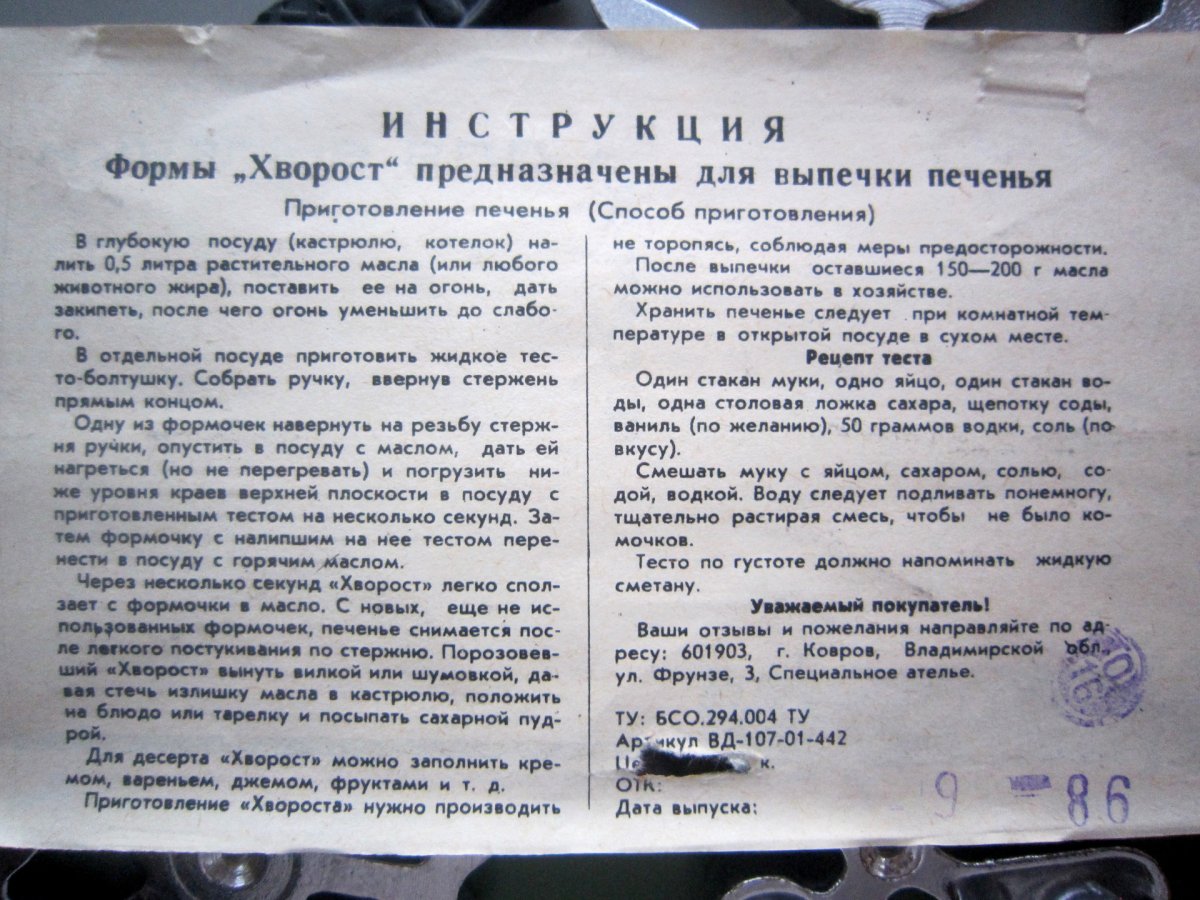 ИНСТРУКЦИЯ
Формы „Хворост“ предназначены для выпечки печенья
Приготовление печенья (Способ приготовления)
В глубокую посуду (кастрюлю, котелок) на-
лить 0,5 литра растительного масла (или любого
животного жира), поставить ее на огонь, дать
закипеть, после чего огонь уменьшить до слабо-
го.
В отдельной посуде приготовить жидкое тес-
то-болтушку. Собрать ручку, ввернув стержень
прямым концом.
Одну из формочек навернуть на резьбу стерж-
ня ручки, опустить в посуду с маслом, дать ей
нагреться (но не перегревать) и погрузить ни-
же уровня краев верхней плоскости в посуду с
приготовленным тестом на несколько секунд. За-
тем формочку с налипшим на нее тестом пере-
нести в посуду с горячим маслом.
Через несколько секунд «Хворост» легко спол-
зает с формочки в масло. С новых, еще не ис-
пользованных формочек, печенье снимается пос-
ле легкого постукивания по стержню. Порозовев-
ший «Хворост» вынуть вилкой или шумовкой, да-
вая стечь излишку масла в кастрюлю, положить
на блюдо или тарелку и посыпать сахарной пуд-
рой.
Для десерта «Хворост» можно заполнить кре-
мом, вареньем, джемом, фруктами и т. д.
Приготовление «Хвороста» нужно производить
не торопясь, соблюдая меры предосторожности.
После выпечки оставшиеся 150—200 г масла
можно использовать в хозяйстве.
Хранить печенье следует при комнатной тем-
пературе в открытой посуде в сухом месте.
Рецепт теста
Один стакан муки, одно яйцо, один стакан во-
ды, одна столовая ложка сахара, щепотку соды,
ваниль (по желанию), 50 граммов водки, соль (по
вкусу).
Смешать муку с яйцом, сахаром, солью, со-
дой, водкой. Воду следует подливать понемногу,
тщательно растирая смесь, чтобы не было ко-
мочков.
Тесто по густоте должно напоминать жидкую
сметану.
Уважаемый покупатель!
Ваши отзывы и пожелания направляйте по ад-
ресу: 601903, г. Ковров, Владимирской обл.,
ул. Фрунзе, 3, Специальное ателье.
ТУ: БСО.294.004 ТУ
Артикул ВД-107-01-442
к.
ОТК:
Дата выпуска: 9 86